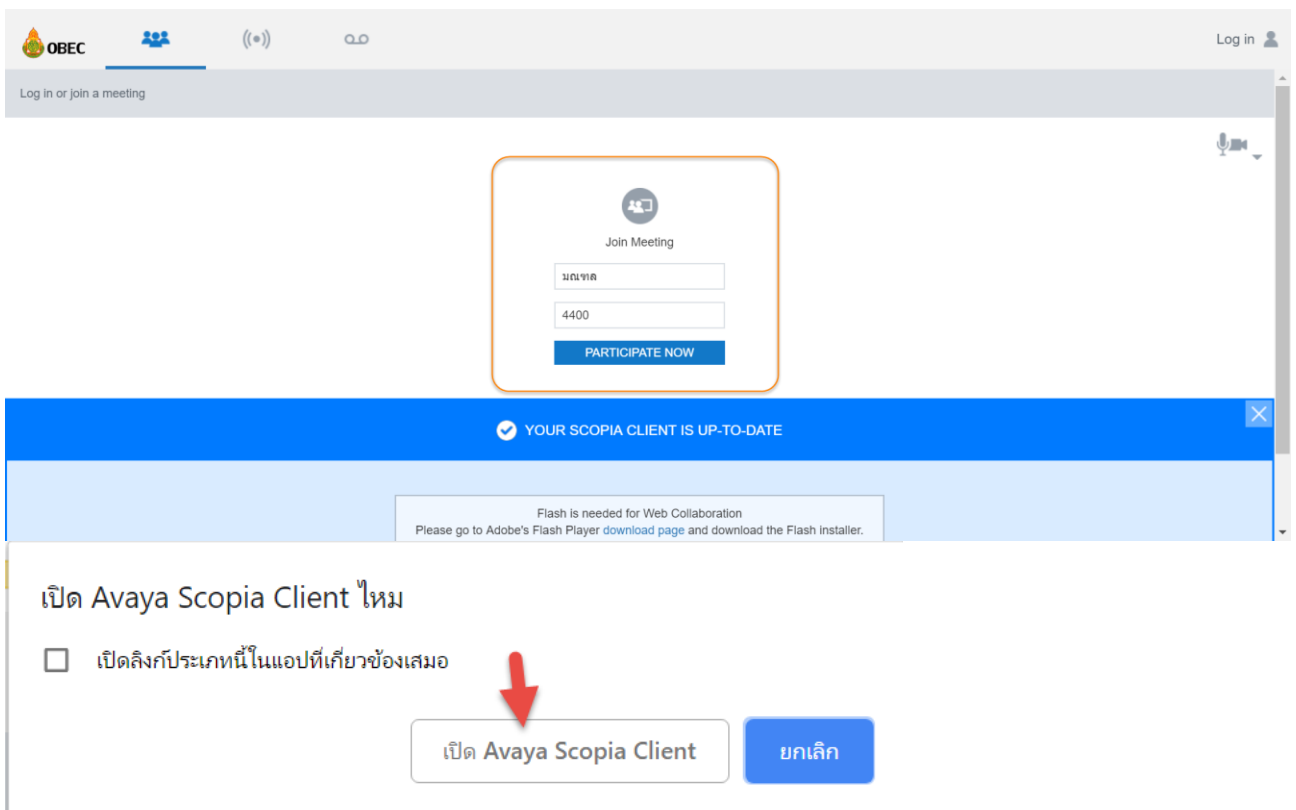 OBEC
Log in
Log in or join a meeting
Join Meeting
มณฑล
4400
PARTICIPATE NOW
YOUR SCOPIA CLIENT IS UP-TO-DATE
Flash is needed for Web Collaboration
Please go to Adobe's Flash Player download page and download the Flash installer.
เปิด Avaya Scopia Client ไหม
เปิดลิงก์ประเภทนี้ในแอปที่เกี่ยวข้องเสมอ
เปิด Avaya Scopia Client
ยกเลิก